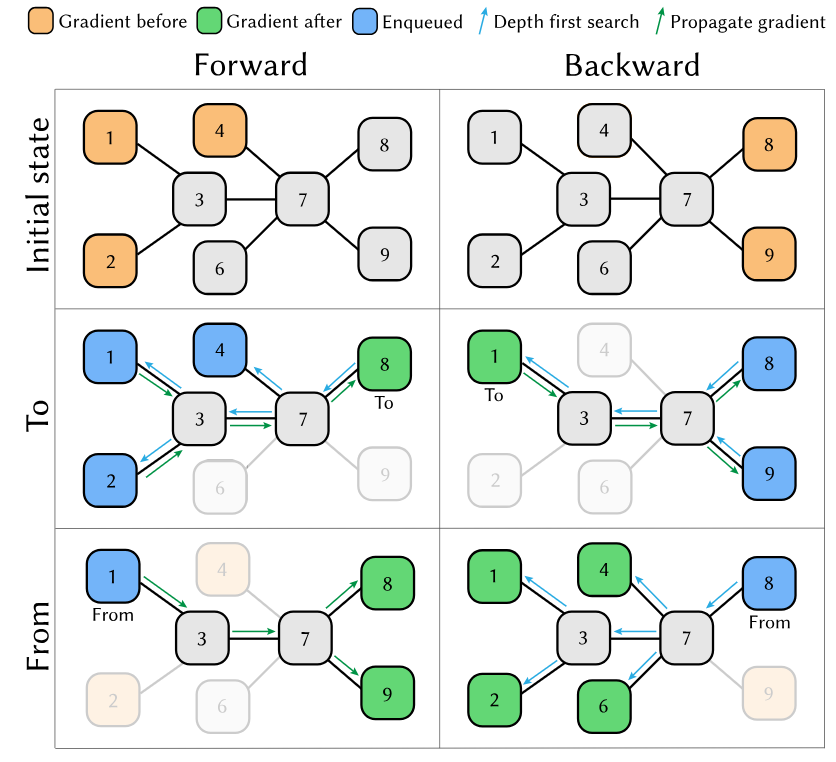 Gradient before Gradient after Enqueued Depth first search Propagate gradient
Forward Backward
Initial state
1 4 8 3 7 2 6 9
1 4 8 3 7 2 6 9
To
1 4 8 To 3 7 2 6 9
1 To 4 8 3 7 2 6 9
From
1 From 4 8 3 7 2 6 9
1 4 8 From 3 7 2 6 9